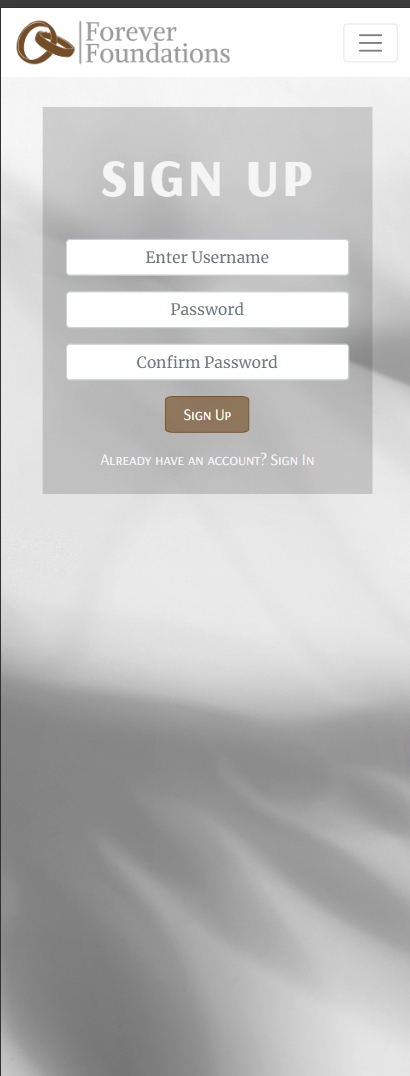 Forever
Foundations
SIGN UP
Enter Username
Password
Confirm Password
Sign Up
Already have an account? Sign In